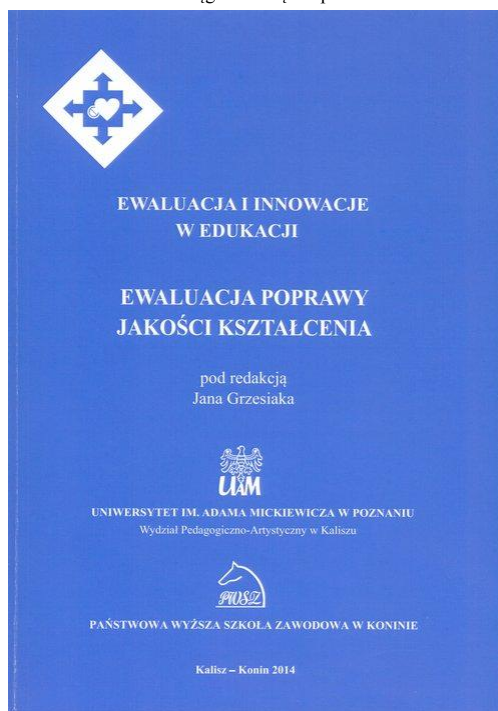 EWALUACJA I INNOWACJE
W EDUKACJI
EWALUACJA POPRAWY
JAKOŚCI KSZTAŁCENIA
pod redakcją
Jana Grzesiaka
UAM
UNIWERSYTET IM. ADAMA MICKIEWICZA W POZNANIU
Wydział Pedagogiczno-Artystyczny w Kaliszu
PWSZ
PAŃSTWOWA WYŻSZA SZKOŁA ZAWODOWA W KONINIE
Kalisz – Konin 2014